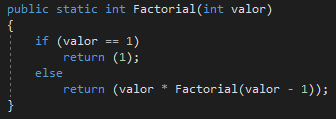 public static int Factorial(int valor)
{
    if (valor == 1)
        return (1);
    else
        return (valor * Factorial(valor - 1));
}